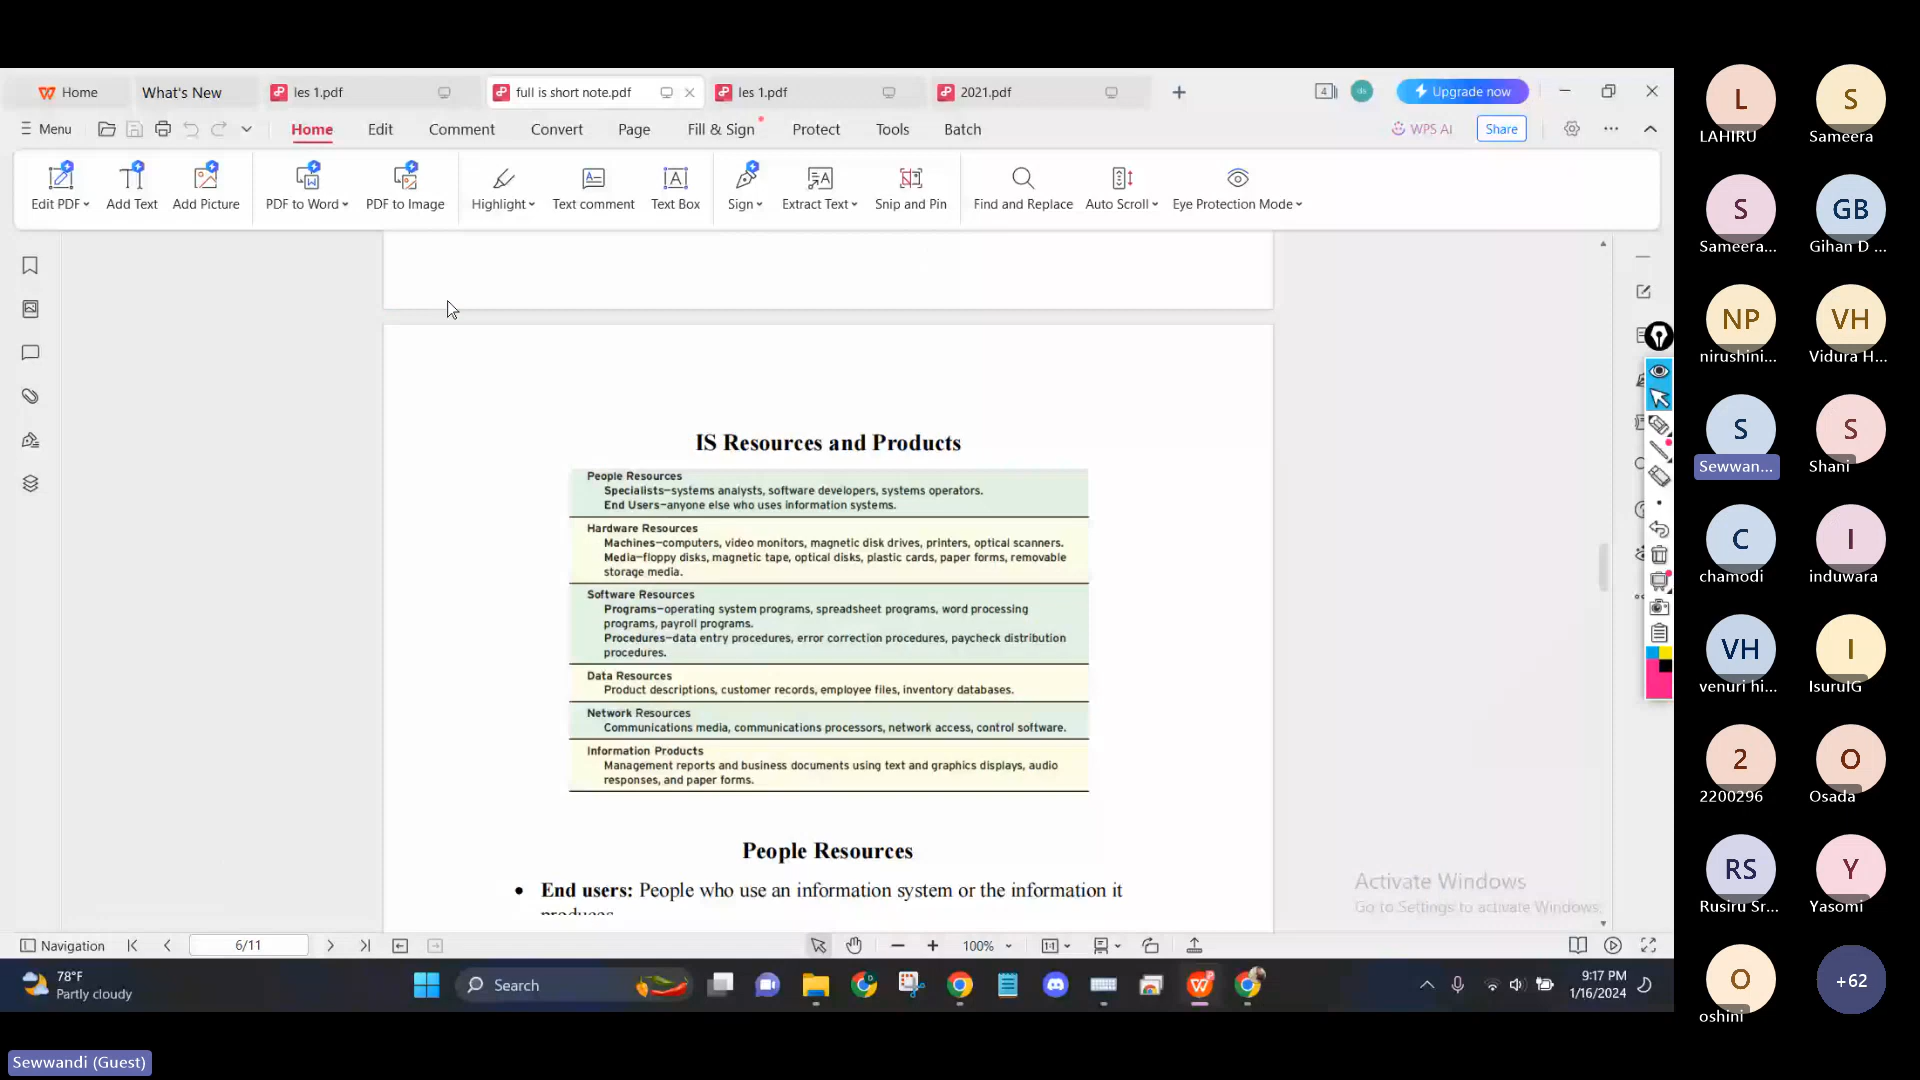 Home
What's New
les 1.pdf
full is short note.pdf
les 1.pdf
2021.pdf
4
ds
Upgrade now
Menu
Home
Edit
Comment
Convert
Page
Fill & Sign
Protect
Tools
Batch
WPS AI
Share
Edit PDF
Add Text
Add Picture
PDF to Word
PDF to Image
Highlight
Text comment
Text Box
Sign
Extract Text
Snip and Pin
Find and Replace
Auto Scroll
Eye Protection Mode
IS Resources and Products
People Resources
Specialists—systems analysts, software developers, systems operators.
End Users—anyone else who uses information systems.
Hardware Resources
Machines—computers, video monitors, magnetic disk drives, printers, optical scanners.
Media—floppy disks, magnetic tape, optical disks, plastic cards, paper forms, removable
storage media.
Software Resources
Programs—operating system programs, spreadsheet programs, word processing
programs, payroll programs.
Procedures—data entry procedures, error correction procedures, paycheck distribution
procedures.
Data Resources
Product descriptions, customer records, employee files, inventory databases.
Network Resources
Communications media, communications processors, network access, control software.
Information Products
Management reports and business documents using text and graphics displays, audio
responses, and paper forms.
People Resources
• End users: People who use an information system or the information it
produces
Activate Windows
Go to Settings to activate Windows.
Navigation
6/11
100%
78°F
Partly cloudy
Search
9:17 PM
1/16/2024
L
LAHIRU
S
Sameera
S
Sameera...
GB
Gihan D ...
NP
nirushini...
VH
Vidura H...
S
Sewwan...
S
Shani
C
chamodi
I
induwara
VH
venuri hi...
I
IsuruIG
2
2200296
O
Osada
RS
Rusiru Sr...
Y
Yasomi
O
oshini
+62
Sewwandi (Guest)